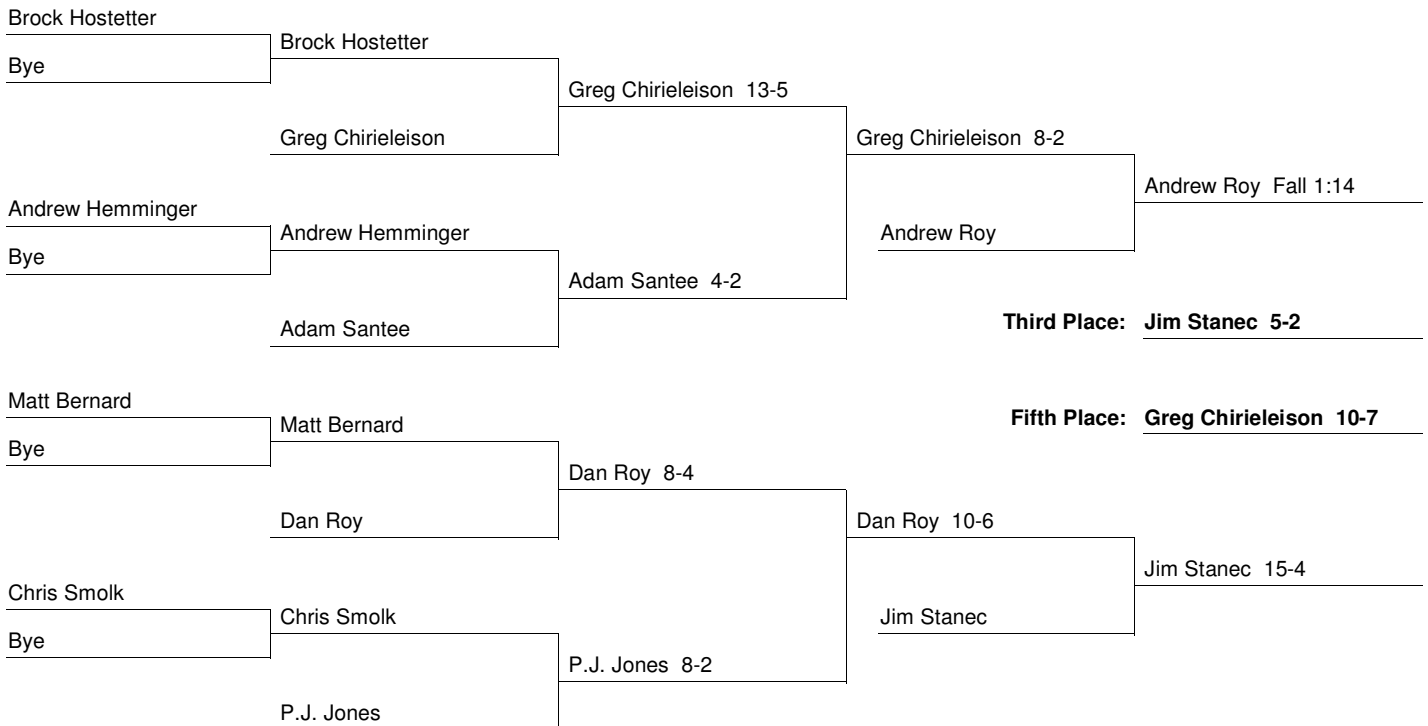 Brock Hostetter
Bye
Brock Hostetter
Greg Chirieleison
Greg Chirieleison 13-5
Andrew Hemminger
Bye
Andrew Hemminger
Adam Santee
Adam Santee 4-2
Greg Chirieleison 8-2
Andrew Roy
Andrew Roy Fall 1:14
Third Place: Jim Stanec 5-2
Fifth Place: Greg Chirieleison 10-7
Matt Bernard
Bye
Matt Bernard
Dan Roy
Dan Roy 8-4
Chris Smolk
Bye
Chris Smolk
P.J. Jones
P.J. Jones 8-2
Dan Roy 10-6
Jim Stanec
Jim Stanec 15-4